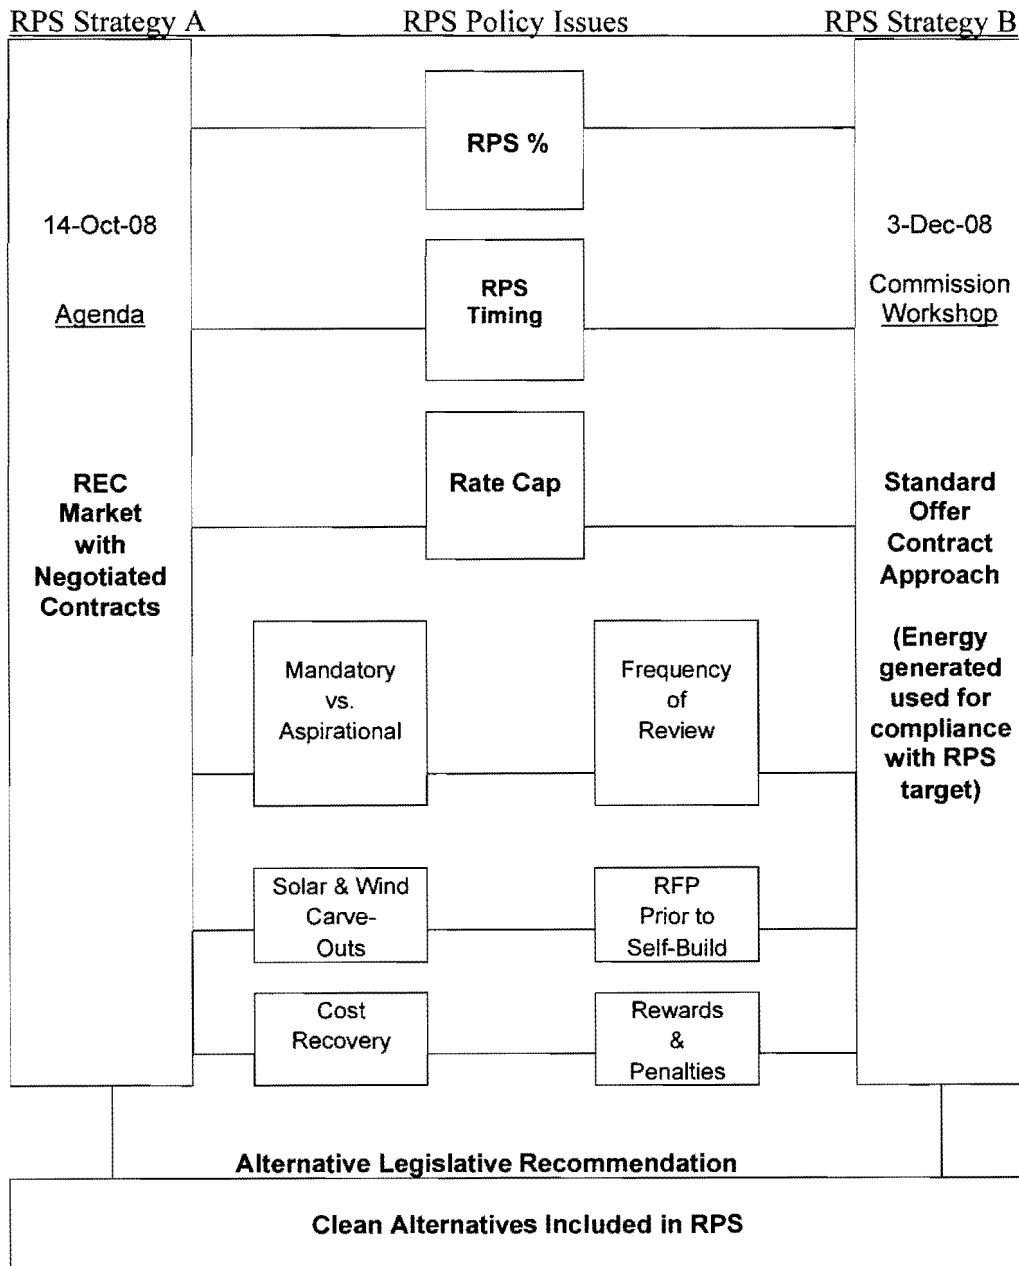 RPS Strategy A
RPS Policy Issues
RPS Strategy B
14-Oct-08
Agenda
REC
Market
with
Negotiated
Contracts
RPS %
RPS
Timing
Rate Cap
Mandatory
vs.
Aspirational
Frequency
of
Review
Solar & Wind
Carve-
Outs
RFP
Prior to
Self-Build
Cost
Recovery
Rewards
&
Penalties
3-Dec-08
Commission
Workshop
Standard
Offer
Contract
Approach
(Energy
generated
used for
compliance
with RPS
target)
Alternative Legislative Recommendation
Clean Alternatives Included in RPS